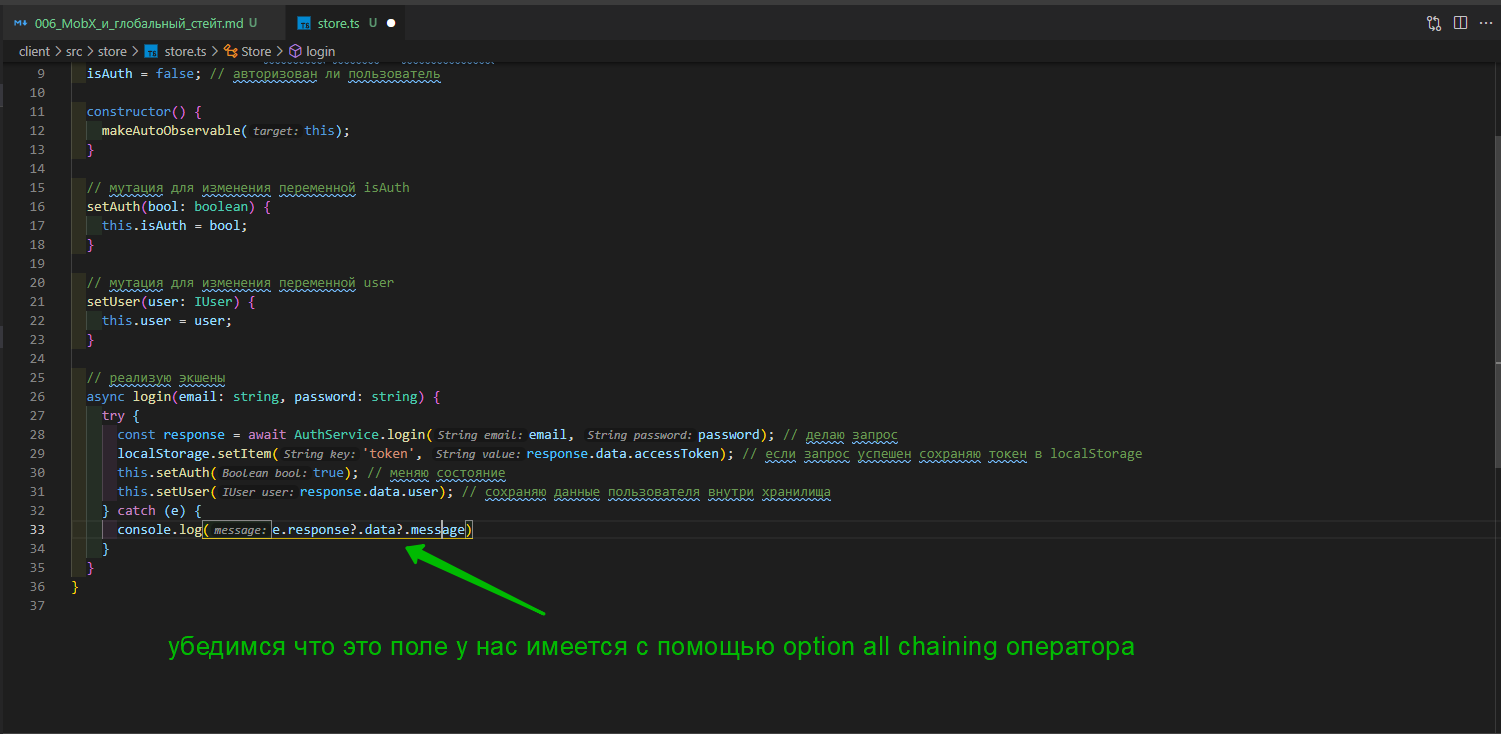 006_MobX_и_глобальный_стейт.md U store.ts U
client > src > store > store.ts > Store > login
9 isAuth = false; // авторизован ли пользователь
10
11 constructor() {
12 makeAutoObservable( target: this);
13 }
14
15 // мутация для изменения переменной isAuth
16 setAuth(bool: boolean) {
17 this.isAuth = bool;
18 }
19
20 // мутация для изменения переменной user
21 setUser(user: IUser) {
22 this.user = user;
23 }
24
25 // реализую экшены
26 async login(email: string, password: string) {
27 try {
28 const response = await AuthService.login( String email: email, String password: password); // делаю запрос
29 localStorage.setItem( String key: 'token', String value: response.data.accessToken); // если запрос успешен сохраняю токен в localStorage
30 this.setAuth( Boolean bool: true); // меняю состояние
31 this.setUser( IUser user: response.data.user); // сохраняю данные пользователя внутри хранилища
32 } catch (e) {
33 console.log( message: e.response?.data?.message)
34 }
35 }
36 }
37
убедимся что это поле у нас имеется с помощью option all chaining оператора